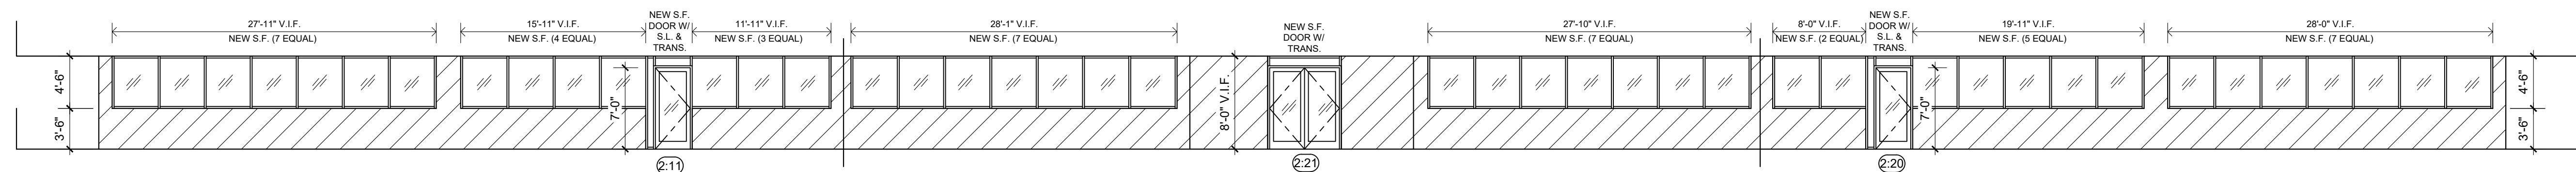 27'-11" V.I.F.
NEW S.F. (7 EQUAL)
15'-11" V.I.F.
NEW S.F. (4 EQUAL)
NEW S.F.
DOOR W/
S.L. &
TRANS.
11'-11" V.I.F.
NEW S.F. (3 EQUAL)
28'-1" V.I.F.
NEW S.F. (7 EQUAL)
NEW S.F.
DOOR W/
TRANS.
27'-10" V.I.F.
NEW S.F. (7 EQUAL)
8'-0" V.I.F.
NEW S.F. (2 EQUAL)
NEW S.F.
DOOR W/
S.L. &
TRANS.
19'-11" V.I.F.
NEW S.F. (5 EQUAL)
28'-0" V.I.F.
NEW S.F. (7 EQUAL)
4'-6"
3'-6"
7'-0"
8'-0" V.I.F.
7'-0"
4'-6"
3'-6"
2:11
2:21
2:20